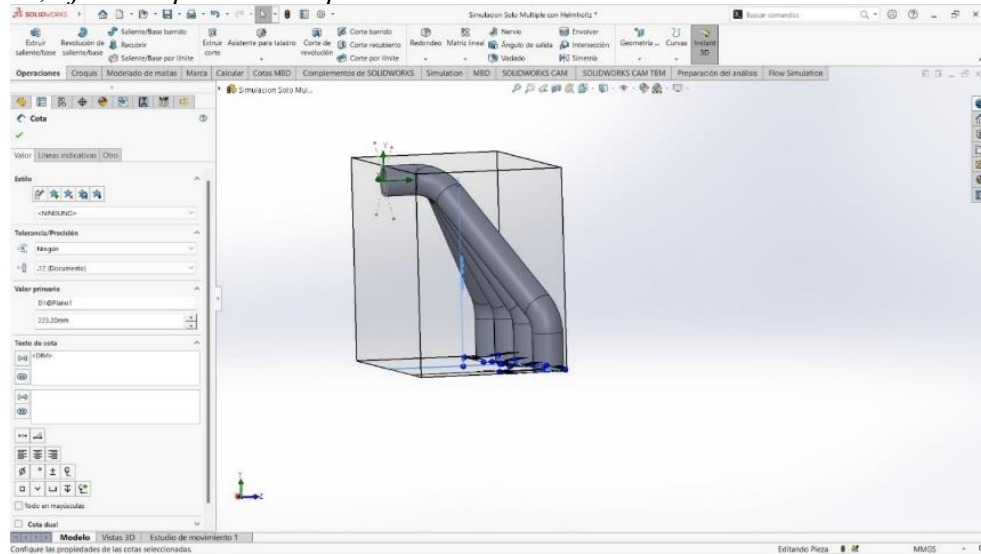 SOLIDWORKS
Simulacion Solo Multiple con Helmholtz *
Buscar comandos
Extruir saliente/base
Revolución de saliente/base
Saliente/Base barrido
Recubrir
Saliente/Base por límite
Extruir corte
Asistente para taladro
Corte de revolución
Corte barrido
Corte recubierto
Corte por límite
Redondeo
Matriz lineal
Nervio
Ángulo de salida
Vaciado
Envolver
Intersección
Simetría
Geometría ...
Curvas
Instant 3D
Operaciones Croquis Modelado de mallas Marca Calcular Cotas MBD Complementos de SOLIDWORKS Simulation MBD SOLIDWORKS CAM SOLIDWORKS CAM TBM Preparación del análisis Flow Simulation
Simulacion Solo Mul...
Cota
Valor Líneas indicativas Otro
Estilo
<NINGUNO>
Tolerancia/Precisión
Ningún
.12 (Documento)
Valor primario
D1@Plano1
223.20mm
Texto de cota
<DIM>
Todo en mayúsculas
Cota dual
Y
Z
Modelo Vistas 3D Estudio de movimiento 1
Configure las propiedades de las cotas seleccionadas.
Editando Pieza
MMGS